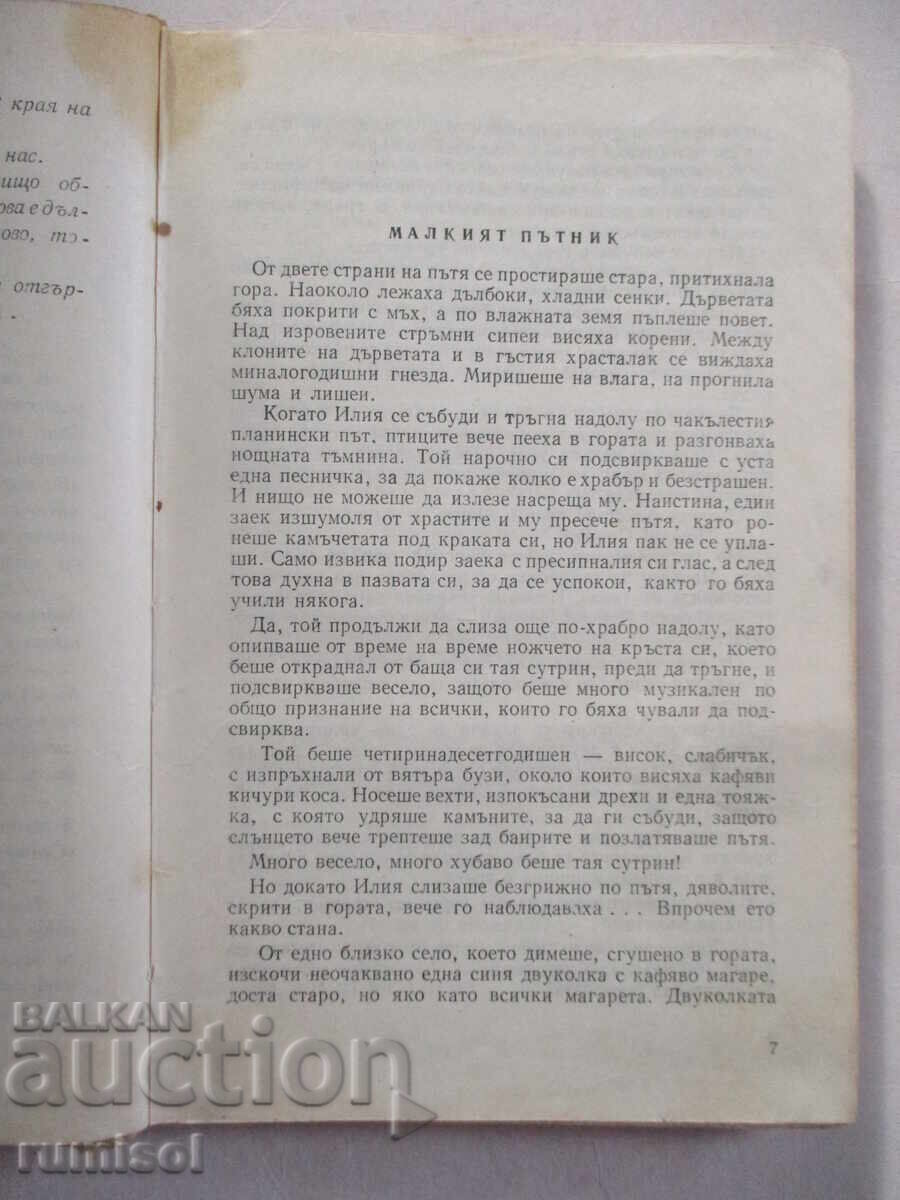 края на
нас.
ищо об-
ова е дъл-
ово, то-
отгър-
МАЛКИЯТ ПЪТНИК
От двете страни на пътя се простираше стара, притихнала
гора. Наоколо лежаха дълбоки, хладни сенки. Дърветата
бяха покрити с мъх, а по влажната земя пъплеше повет.
Над изровените стръмни сипеи висяха корени. Между
клоните на дърветата и в гъстия храсталак се виждаха
миналогодишни гнезда. Миришеше на влага, на прогнила
шума и лишеи.
Когато Илия се събуди и тръгна надолу по чакълестия
планински път, птиците вече пееха в гората и разгонваха
нощната тъмнина. Той нарочно си подсвиркваше с уста
една песничка, за да покаже колко е храбър и безстрашен.
И нищо не можеше да излезе насреща му. Наистина, един
заек изшумоля от храстите и му пресече пътя, като ро-
неше камъчетата под краката си, но Илия пак не се упла-
ши. Само извика подир заека с пресипналия си глас, а след
това духна в пазвата си, за да се успокои, както го бяха
учили някога.
Да, той продължи да слиза още по-храбро надолу, като
опипваше от време на време ножчето на кръста си, което
беше откраднал от баща си тая сутрин, преди да тръгне, и
подсвиркваше весело, защото беше много музикален по
общо признание на всички, които го бяха чували да под-
свирква.
Той беше четиринадесетгодишен — висок, слабичък,
с изпръхнали от вятъра бузи, около които висяха кафяви
кичури коса. Носеше вехти, изпокъсани дрехи и една тояж-
ка, с която удряше камъните, за да ги събуди, защото
слънцето вече трептеше зад баирите и позлатяваше пътя.
Много весело, много хубаво беше тая сутрин!
Но докато Илия слизаше безгрижно по пътя, дяволите,
скрити в гората, вече го наблюдаваха . . . Впрочем ето
какво стана.
От едно близко село, което димеше, сгушено в гората,
изскочи неочаквано една синя двуколка с кафяво магаре,
доста старо, но яко като всички магарета. Двуколката
7
BALKAN
auction
rumisol